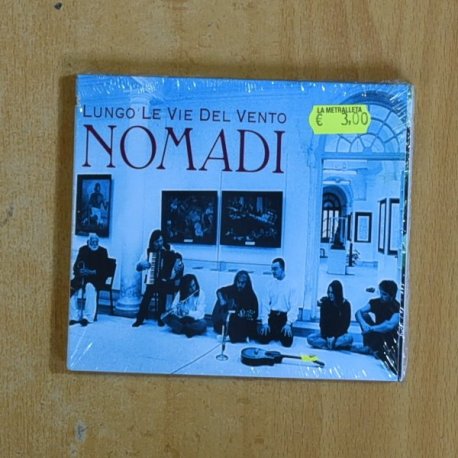 LUNGO LE VIE DEL VENTO
NOMADI
LA METRALLETA
€ 3,00